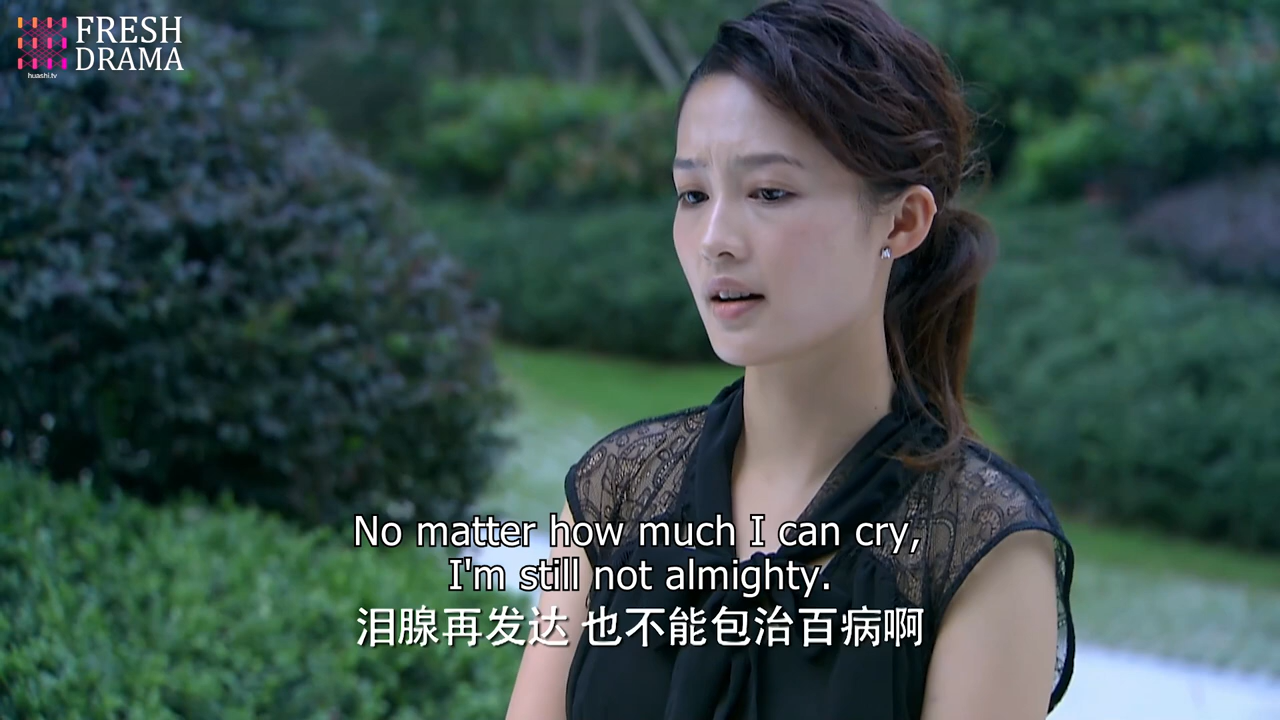 FRESH
DRAMA
huashi.tv
No matter how much I can cry,
I'm still not almighty.
泪腺再发达 也不能包治百病啊